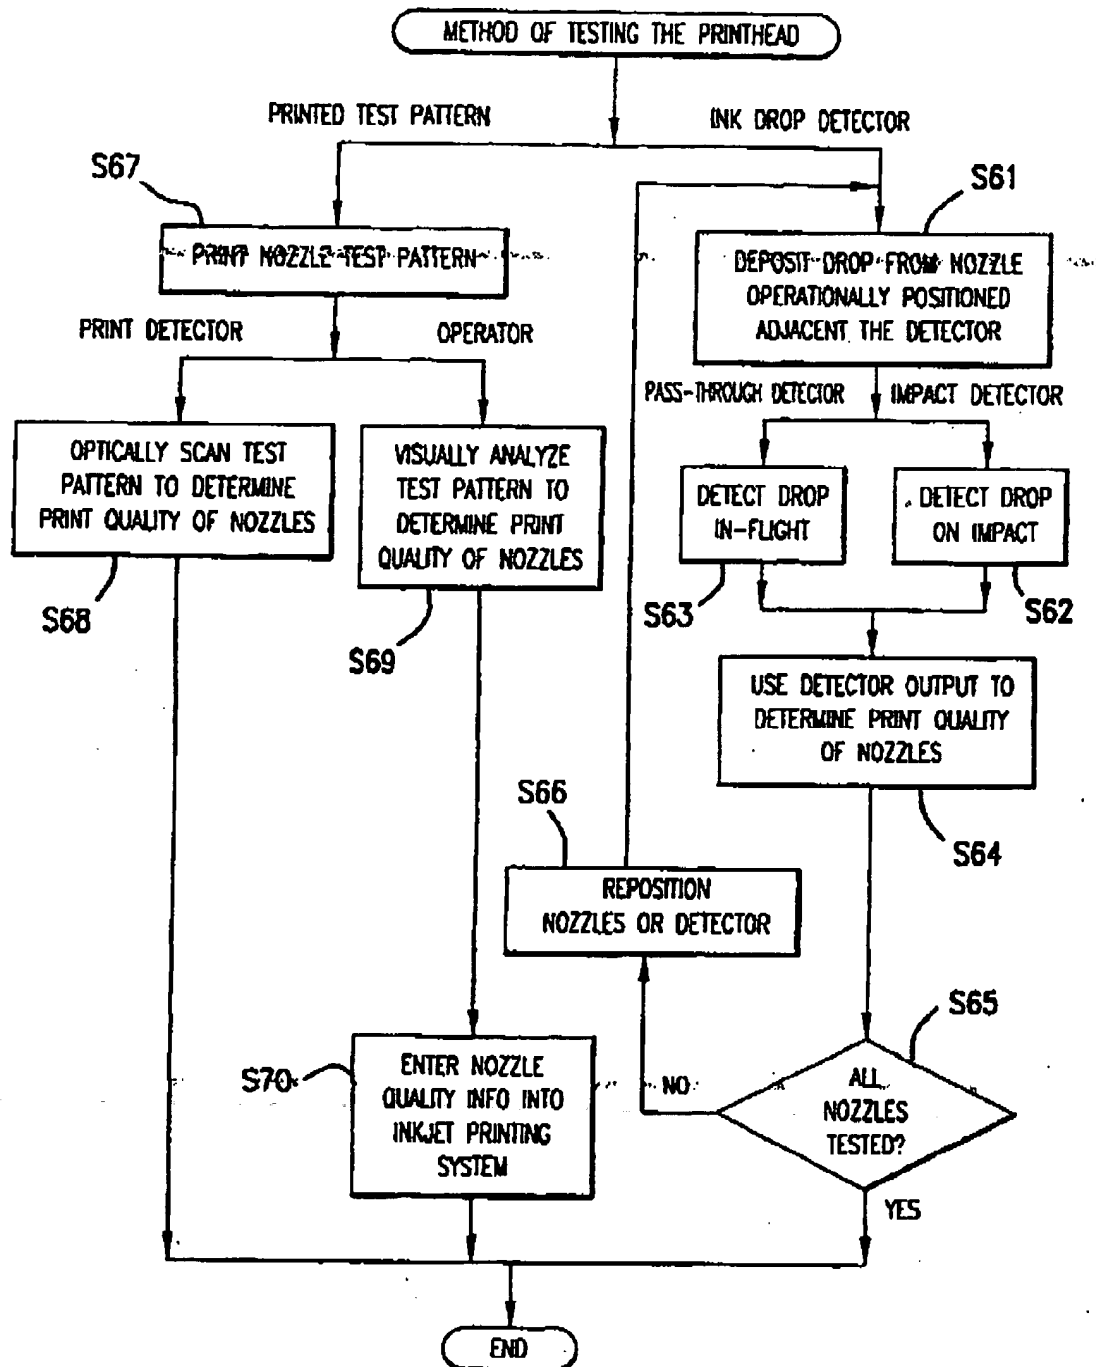 METHOD OF TESTING THE PRINTHEAD
PRINTED TEST PATTERN
INK DROP DETECTOR
S67
S61
PRINT NOZZLE TEST PATTERN
DEPOSIT DROP FROM NOZZLE
OPERATIONALLY POSITIONED
ADJACENT THE DETECTOR
PRINT DETECTOR
OPERATOR
PASS-THROUGH DETECTOR
IMPACT DETECTOR
OPTICALLY SCAN TEST
PATTERN TO DETERMINE
PRINT QUALITY OF NOZZLES
VISUALLY ANALYZE
TEST PATTERN TO
DETERMINE PRINT
QUALITY OF NOZZLES
DETECT DROP
IN-FLIGHT
DETECT DROP
ON IMPACT
S68
S69
S63
S62
USE DETECTOR OUTPUT TO
DETERMINE PRINT QUALITY
OF NOZZLES
S66
S64
REPOSITION
NOZZLES OR DETECTOR
S65
S70
ENTER NOZZLE
QUALITY INFO INTO
INKJET PRINTING
SYSTEM
NO
ALL
NOZZLES
TESTED?
YES
END